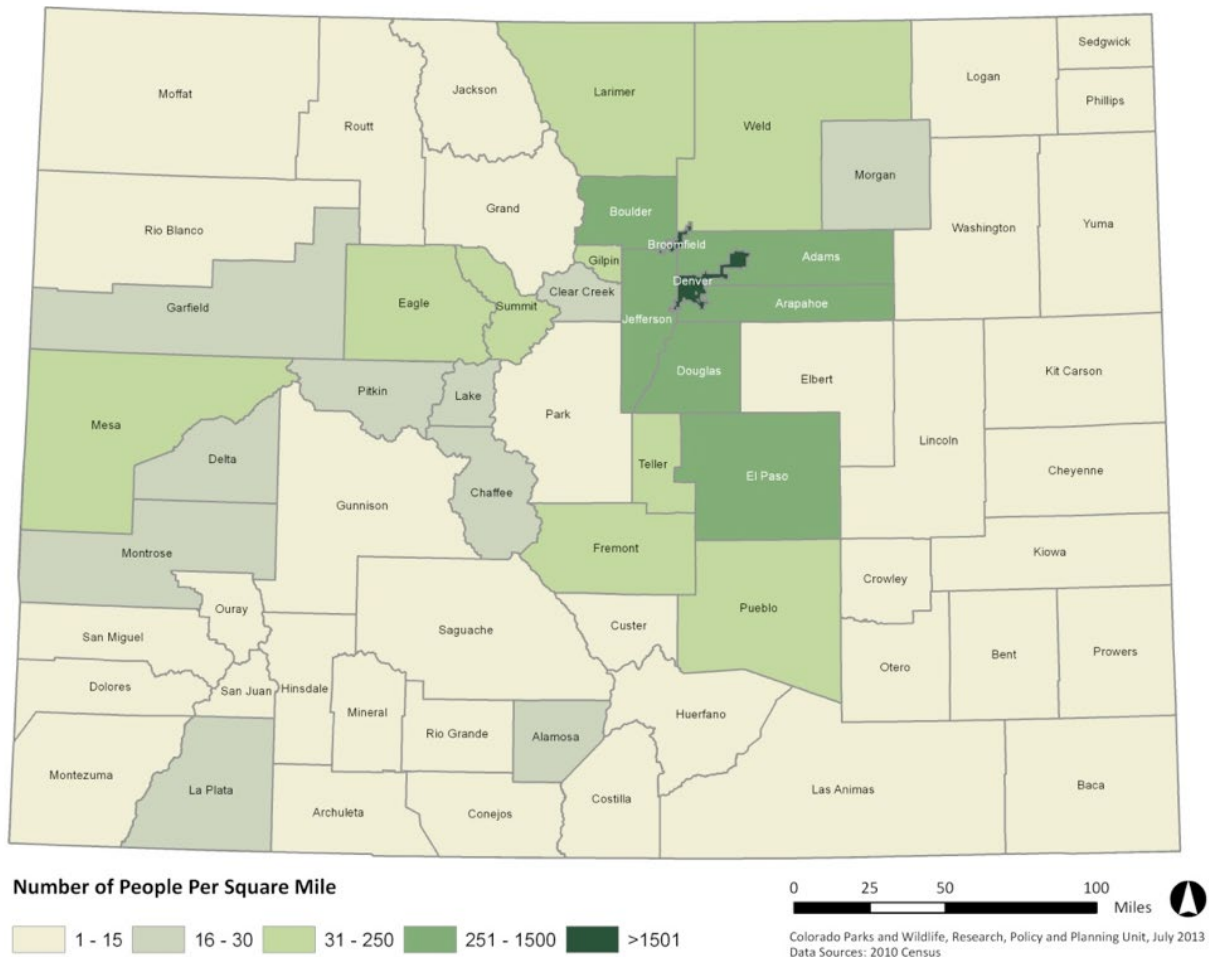 Sedgwick
Logan
Moffat
Jackson
Larimer
Phillips
Routt
Weld
Morgan
Grand
Boulder
Rio Blanco
Washington
Yuma
Broomfield
Adams
Gilpin
Denver
Clear Creek
Eagle
Summit
Arapahoe
Garfield
Jefferson
Douglas
Kit Carson
Elbert
Pitkin
Lake
Park
Mesa
Lincoln
Delta
Teller
Cheyenne
El Paso
Chaffee
Gunnison
Fremont
Montrose
Kiowa
Crowley
Ouray
Pueblo
Saguache
Custer
San Miguel
Bent
Prowers
Otero
Dolores
San Juan
Hinsdale
Mineral
Huerfano
Rio Grande
Alamosa
Montezuma
La Plata
Las Animas
Baca
Costilla
Archuleta
Conejos
Number of People Per Square Mile
1 - 15
16 - 30
31 - 250
251 - 1500
>1501
0 25 50 100
Miles
Colorado Parks and Wildlife, Research, Policy and Planning Unit, July 2013
Data Sources: 2010 Census